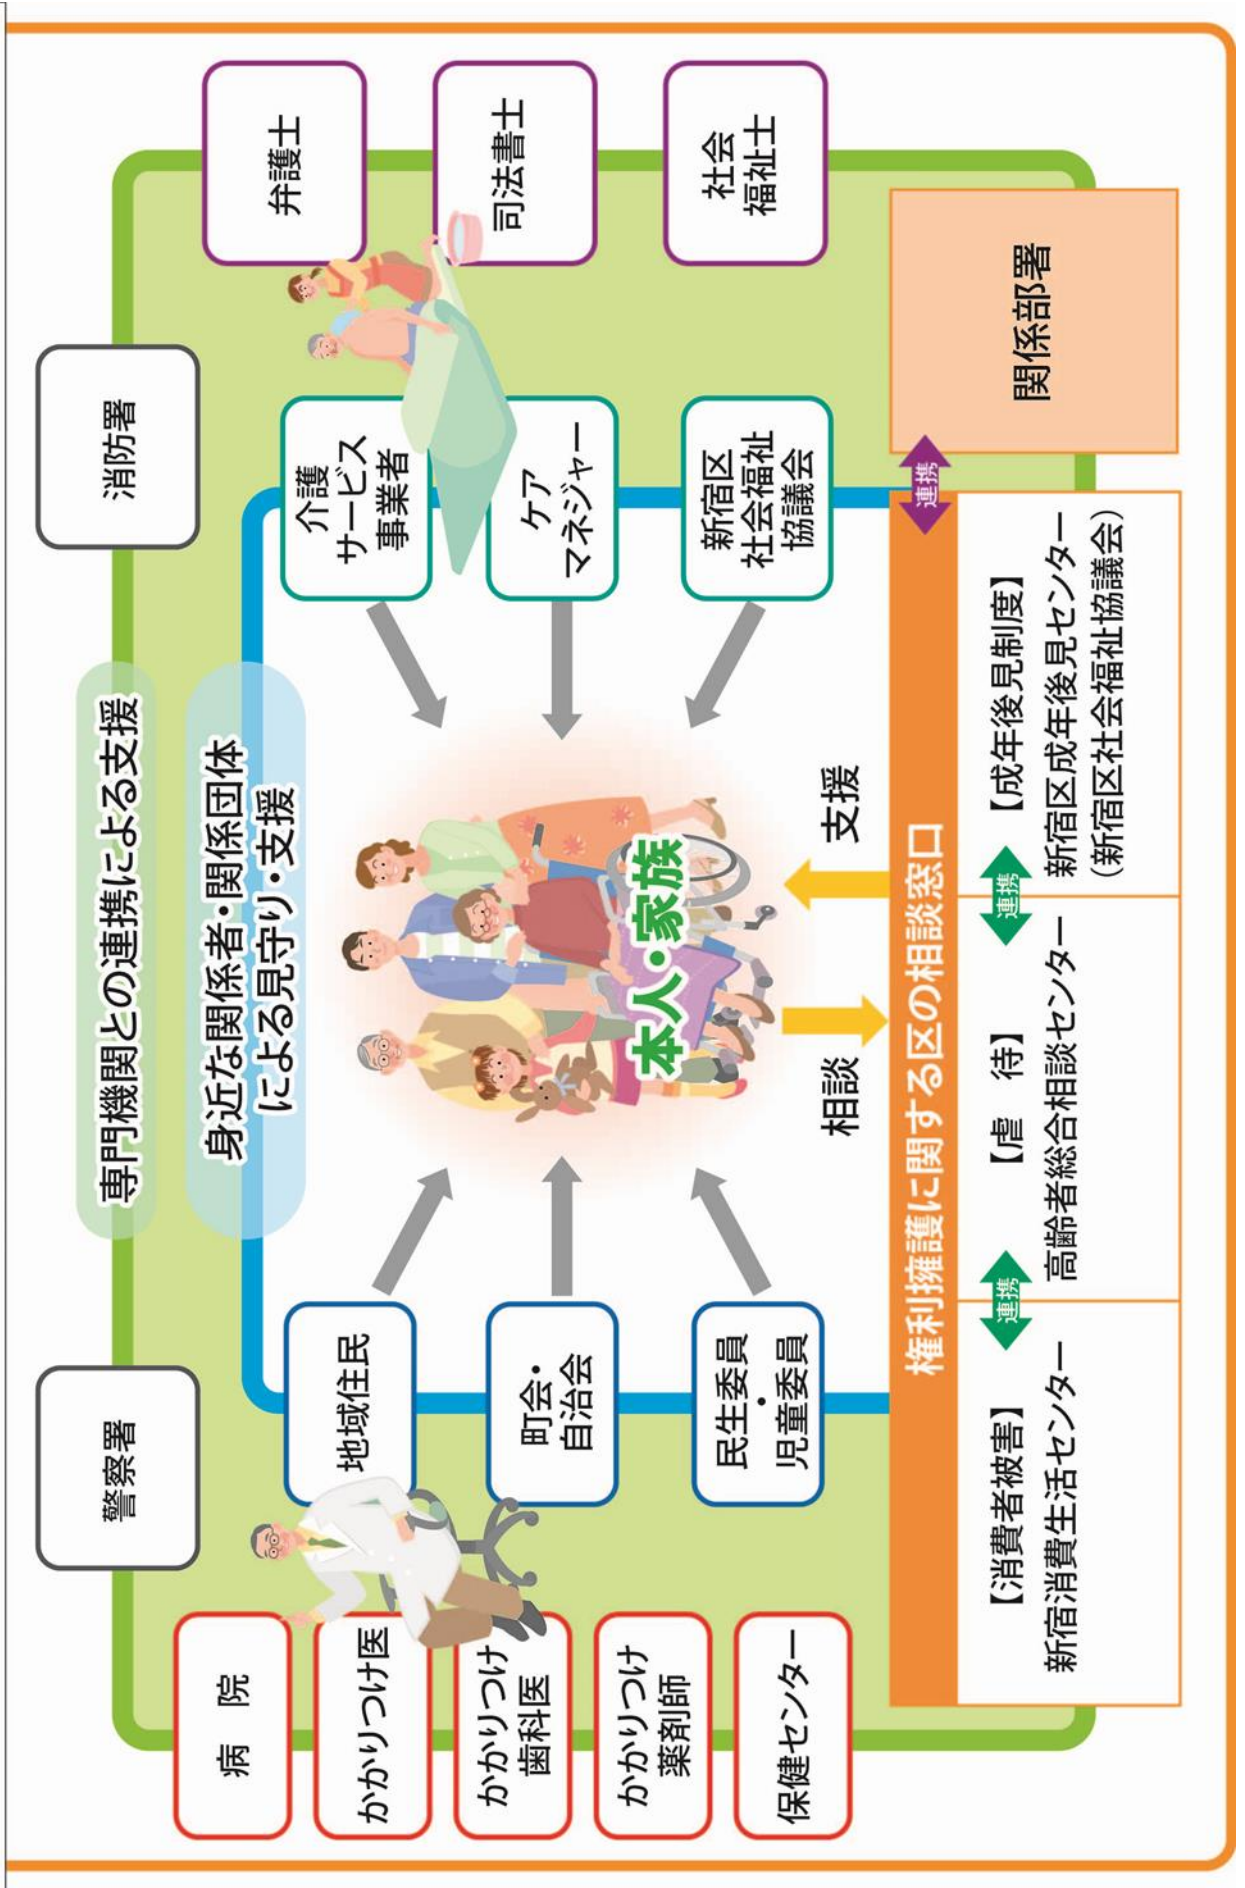 専門機関との連携による支援
警察署
消防署
身近な関係者・関係団体
による見守り・支援
病　院
かかりつけ医
かかりつけ
歯科医
かかりつけ
薬剤師
保健センター
地域住民
町会・
自治会
民生委員
・
児童委員
本人・家族
介護
サービス
事業者
ケア
マネジャー
新宿区
社会福祉
協議会
弁護士
司法書士
社会
福祉士
相談
支援
権利擁護に関する区の相談窓口
連携
関係部署
【消費者被害】
新宿消費生活センター
連携
【虐　待】
高齢者総合相談センター
連携
【成年後見制度】
新宿区成年後見センター
（新宿区社会福祉協議会）